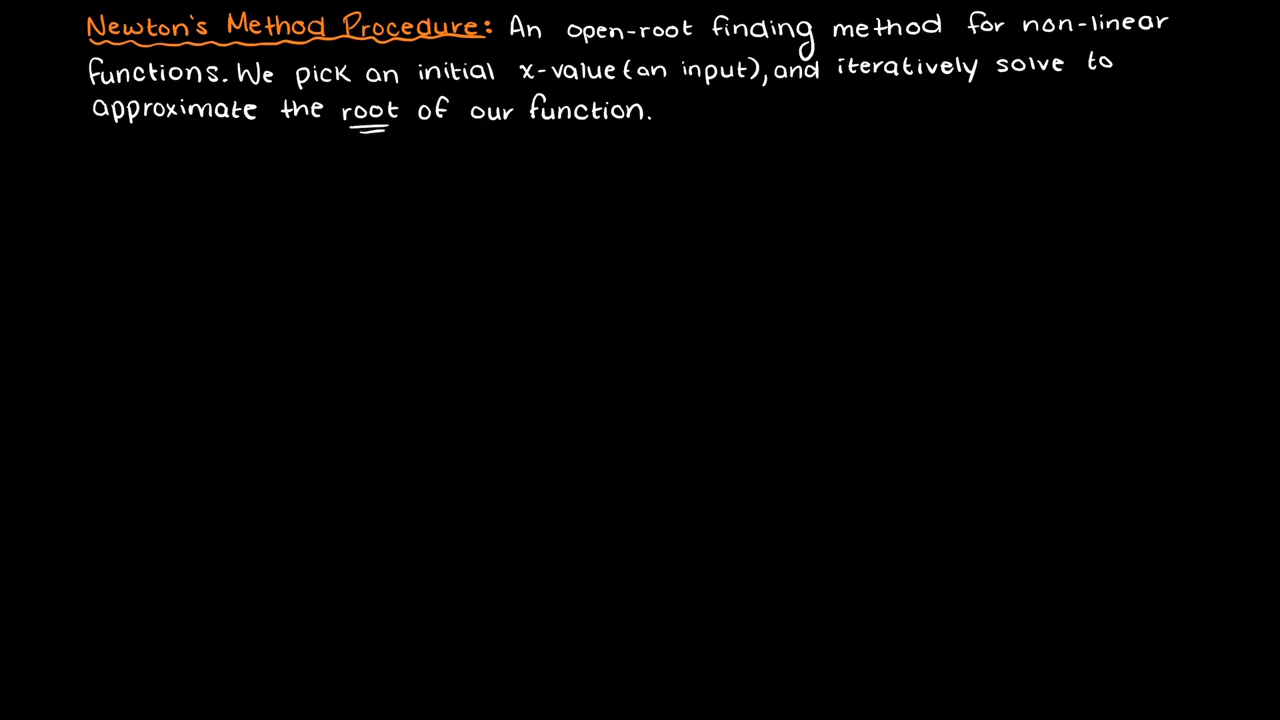 Newton's Method Procedure: An open-root finding method for non-linear
functions. We pick an initial x-value (an input), and iteratively solve to
approximate the root of our function.